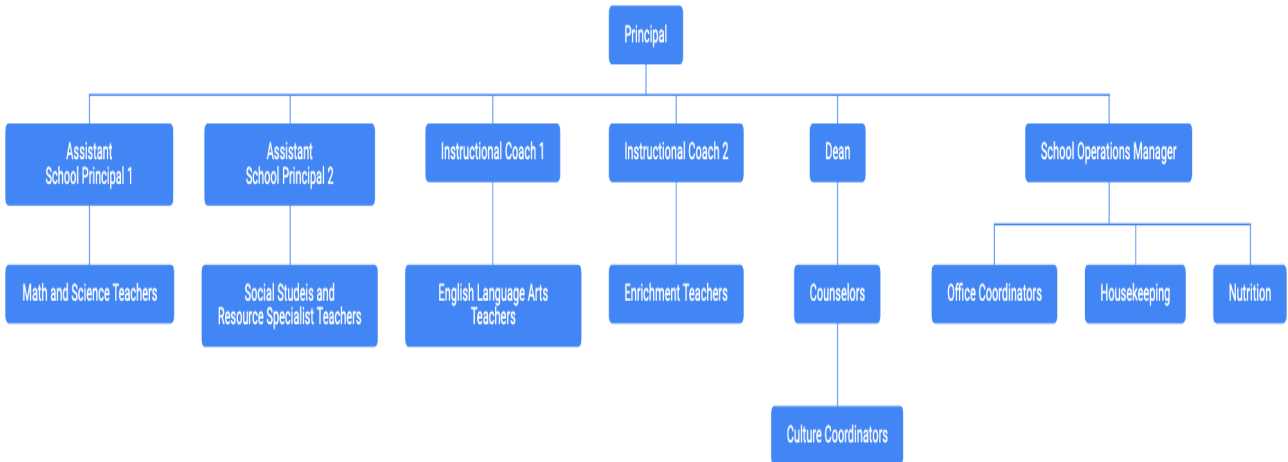 Principal
Assistant
School Principal 1
Assistant
School Principal 2
Instructional Coach 1
Instructional Coach 2
Dean
School Operations Manager
Math and Science Teachers
Social Studeis and
Resource Specialist Teachers
English Language Arts
Teachers
Enrichment Teachers
Counselors
Office Coordinators
Housekeeping
Nutrition
Culture Coordinators